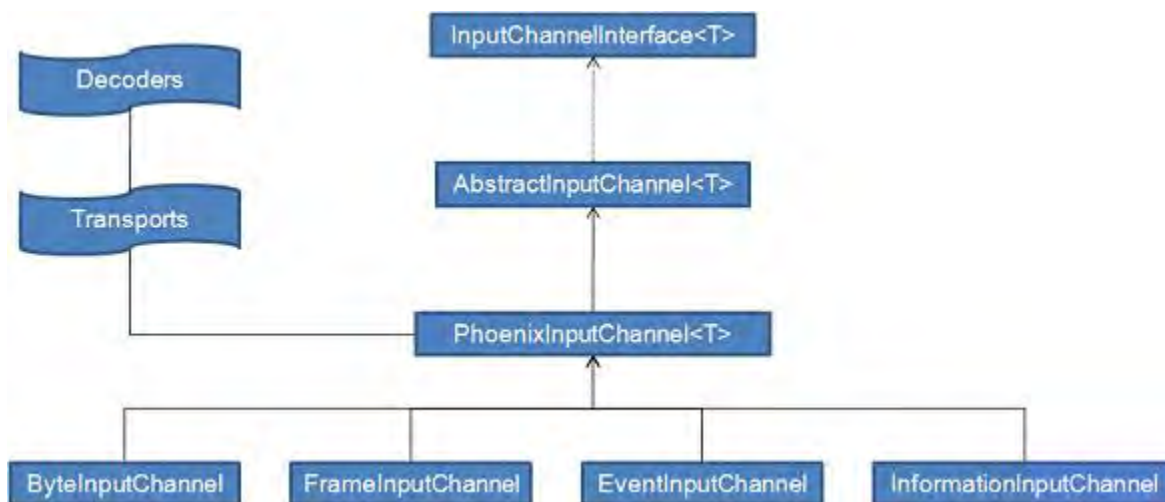 InputChannelInterface<T>
Decoders
AbstractInputChannel<T>
Transports
PhoenixInputChannel<T>
ByteInputChannel
FrameInputChannel
EventInputChannel
InformationInputChannel